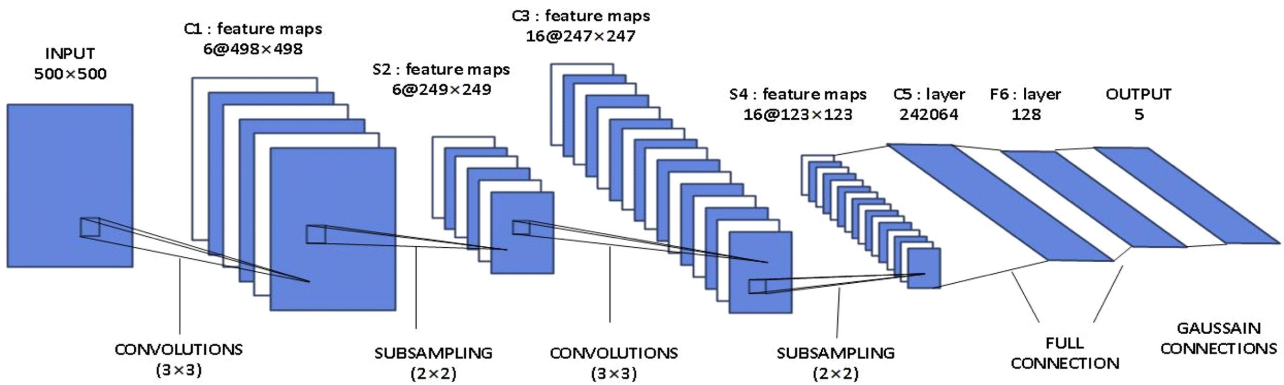 INPUT
500×500
C1 : feature maps
6@498×498
S2 : feature maps
6@249×249
C3 : feature maps
16@247×247
S4 : feature maps
16@123×123
C5 : layer
242064
F6 : layer
128
OUTPUT
5
CONVOLUTIONS
(3×3)
SUBSAMPLING
(2×2)
CONVOLUTIONS
(3×3)
SUBSAMPLING
(2×2)
FULL
CONNECTION
GAUSSAIN
CONNECTIONS